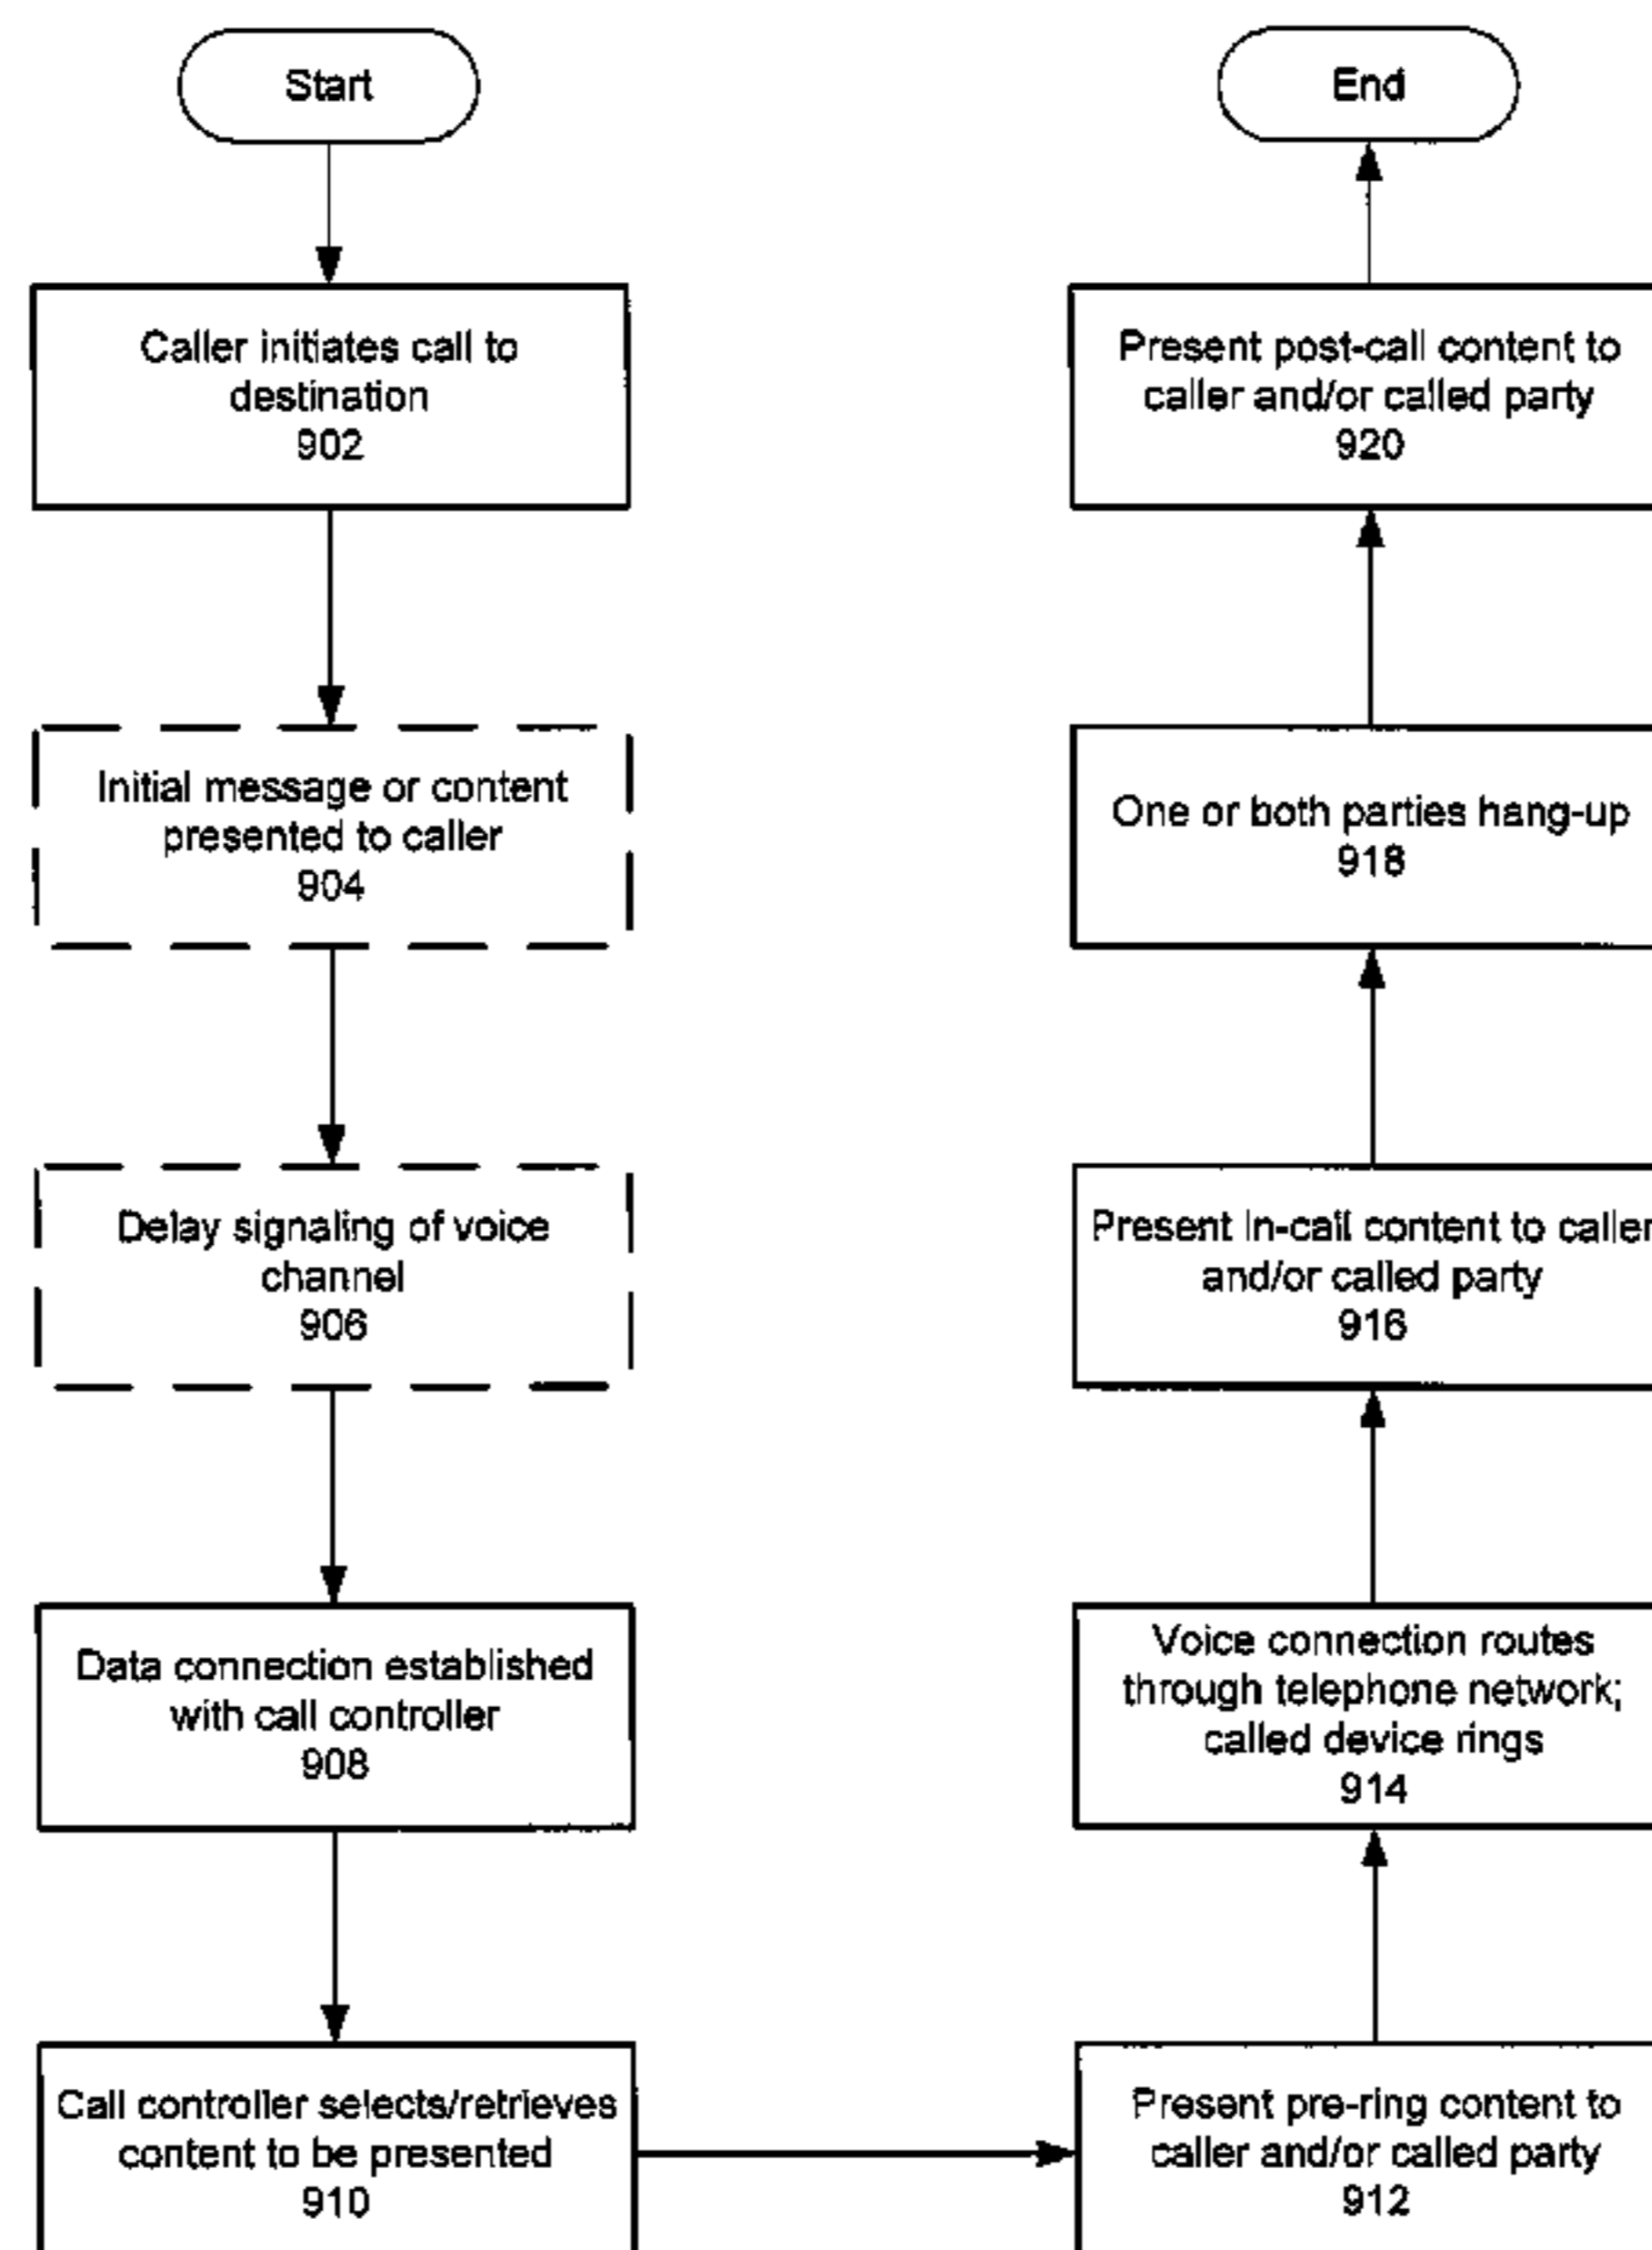 Start
Caller initiates call to
destination
902
Initial message or content
presented to caller
904
Delay signaling of voice
channel
906
Data connection established
with call controller
908
Call controller selects/retrieves
content to be presented
910
Present pre-ring content to
caller and/or called party
912
Voice connection routes
through telephone network;
called device rings
914
Present in-call content to caller
and/or called party
916
One or both parties hang-up
918
Present post-call content to
caller and/or called party
920
End